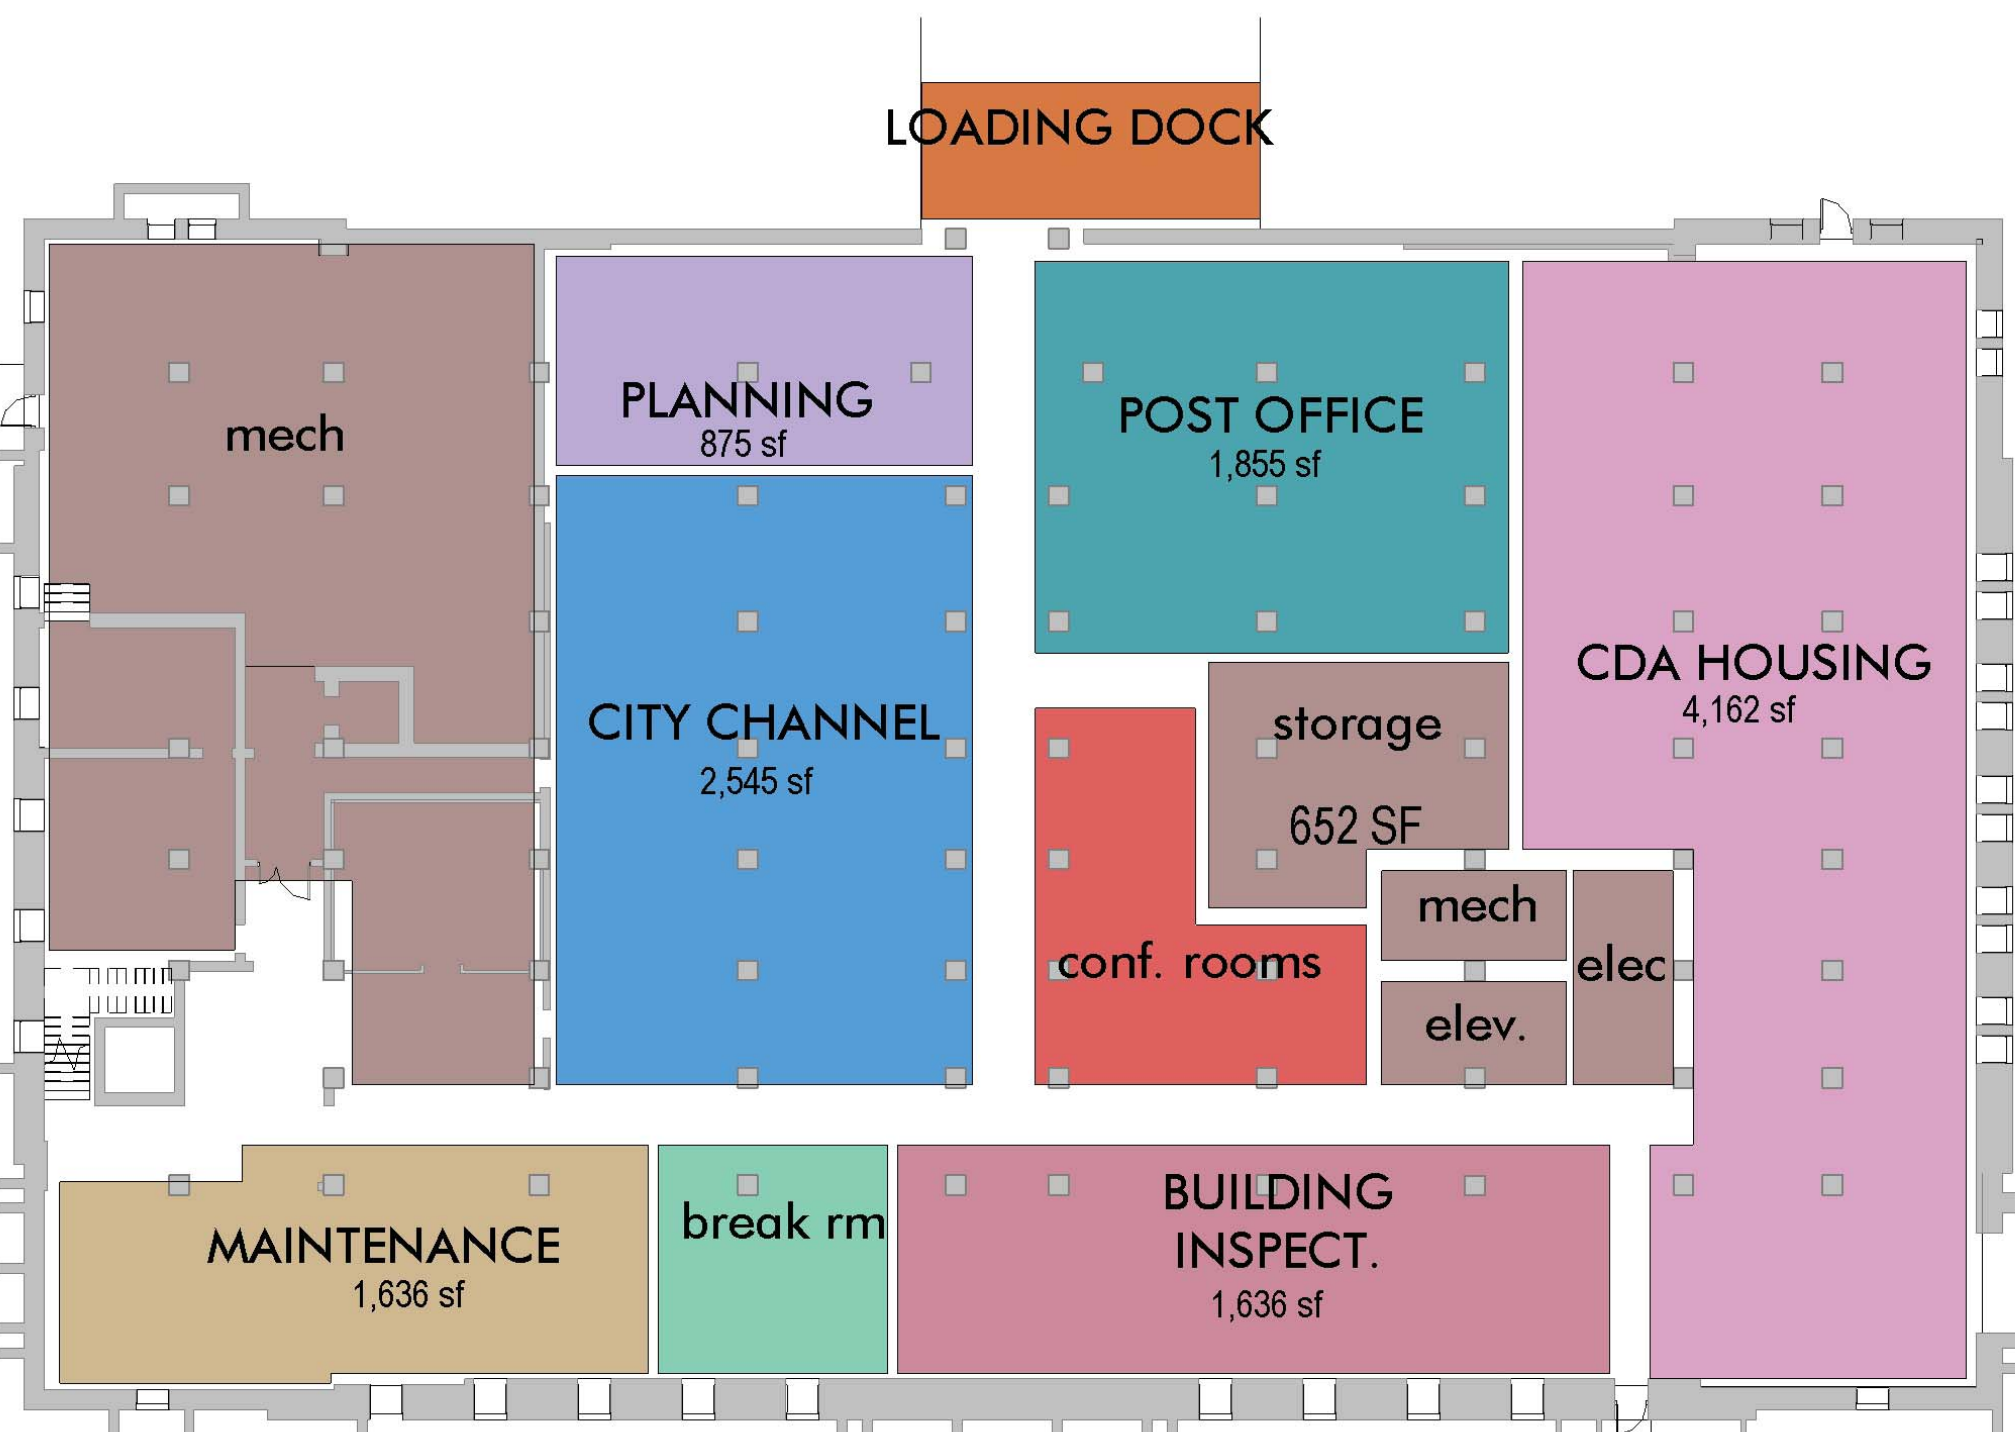 LOADING DOCK
mech
PLANNING
875 sf
POST OFFICE
1,855 sf
CITY CHANNEL
2,545 sf
storage
652 SF
CDA HOUSING
4,162 sf
conf. rooms
mech
elec
elev.
MAINTENANCE
1,636 sf
break rm
BUILDING
INSPECT.
1,636 sf